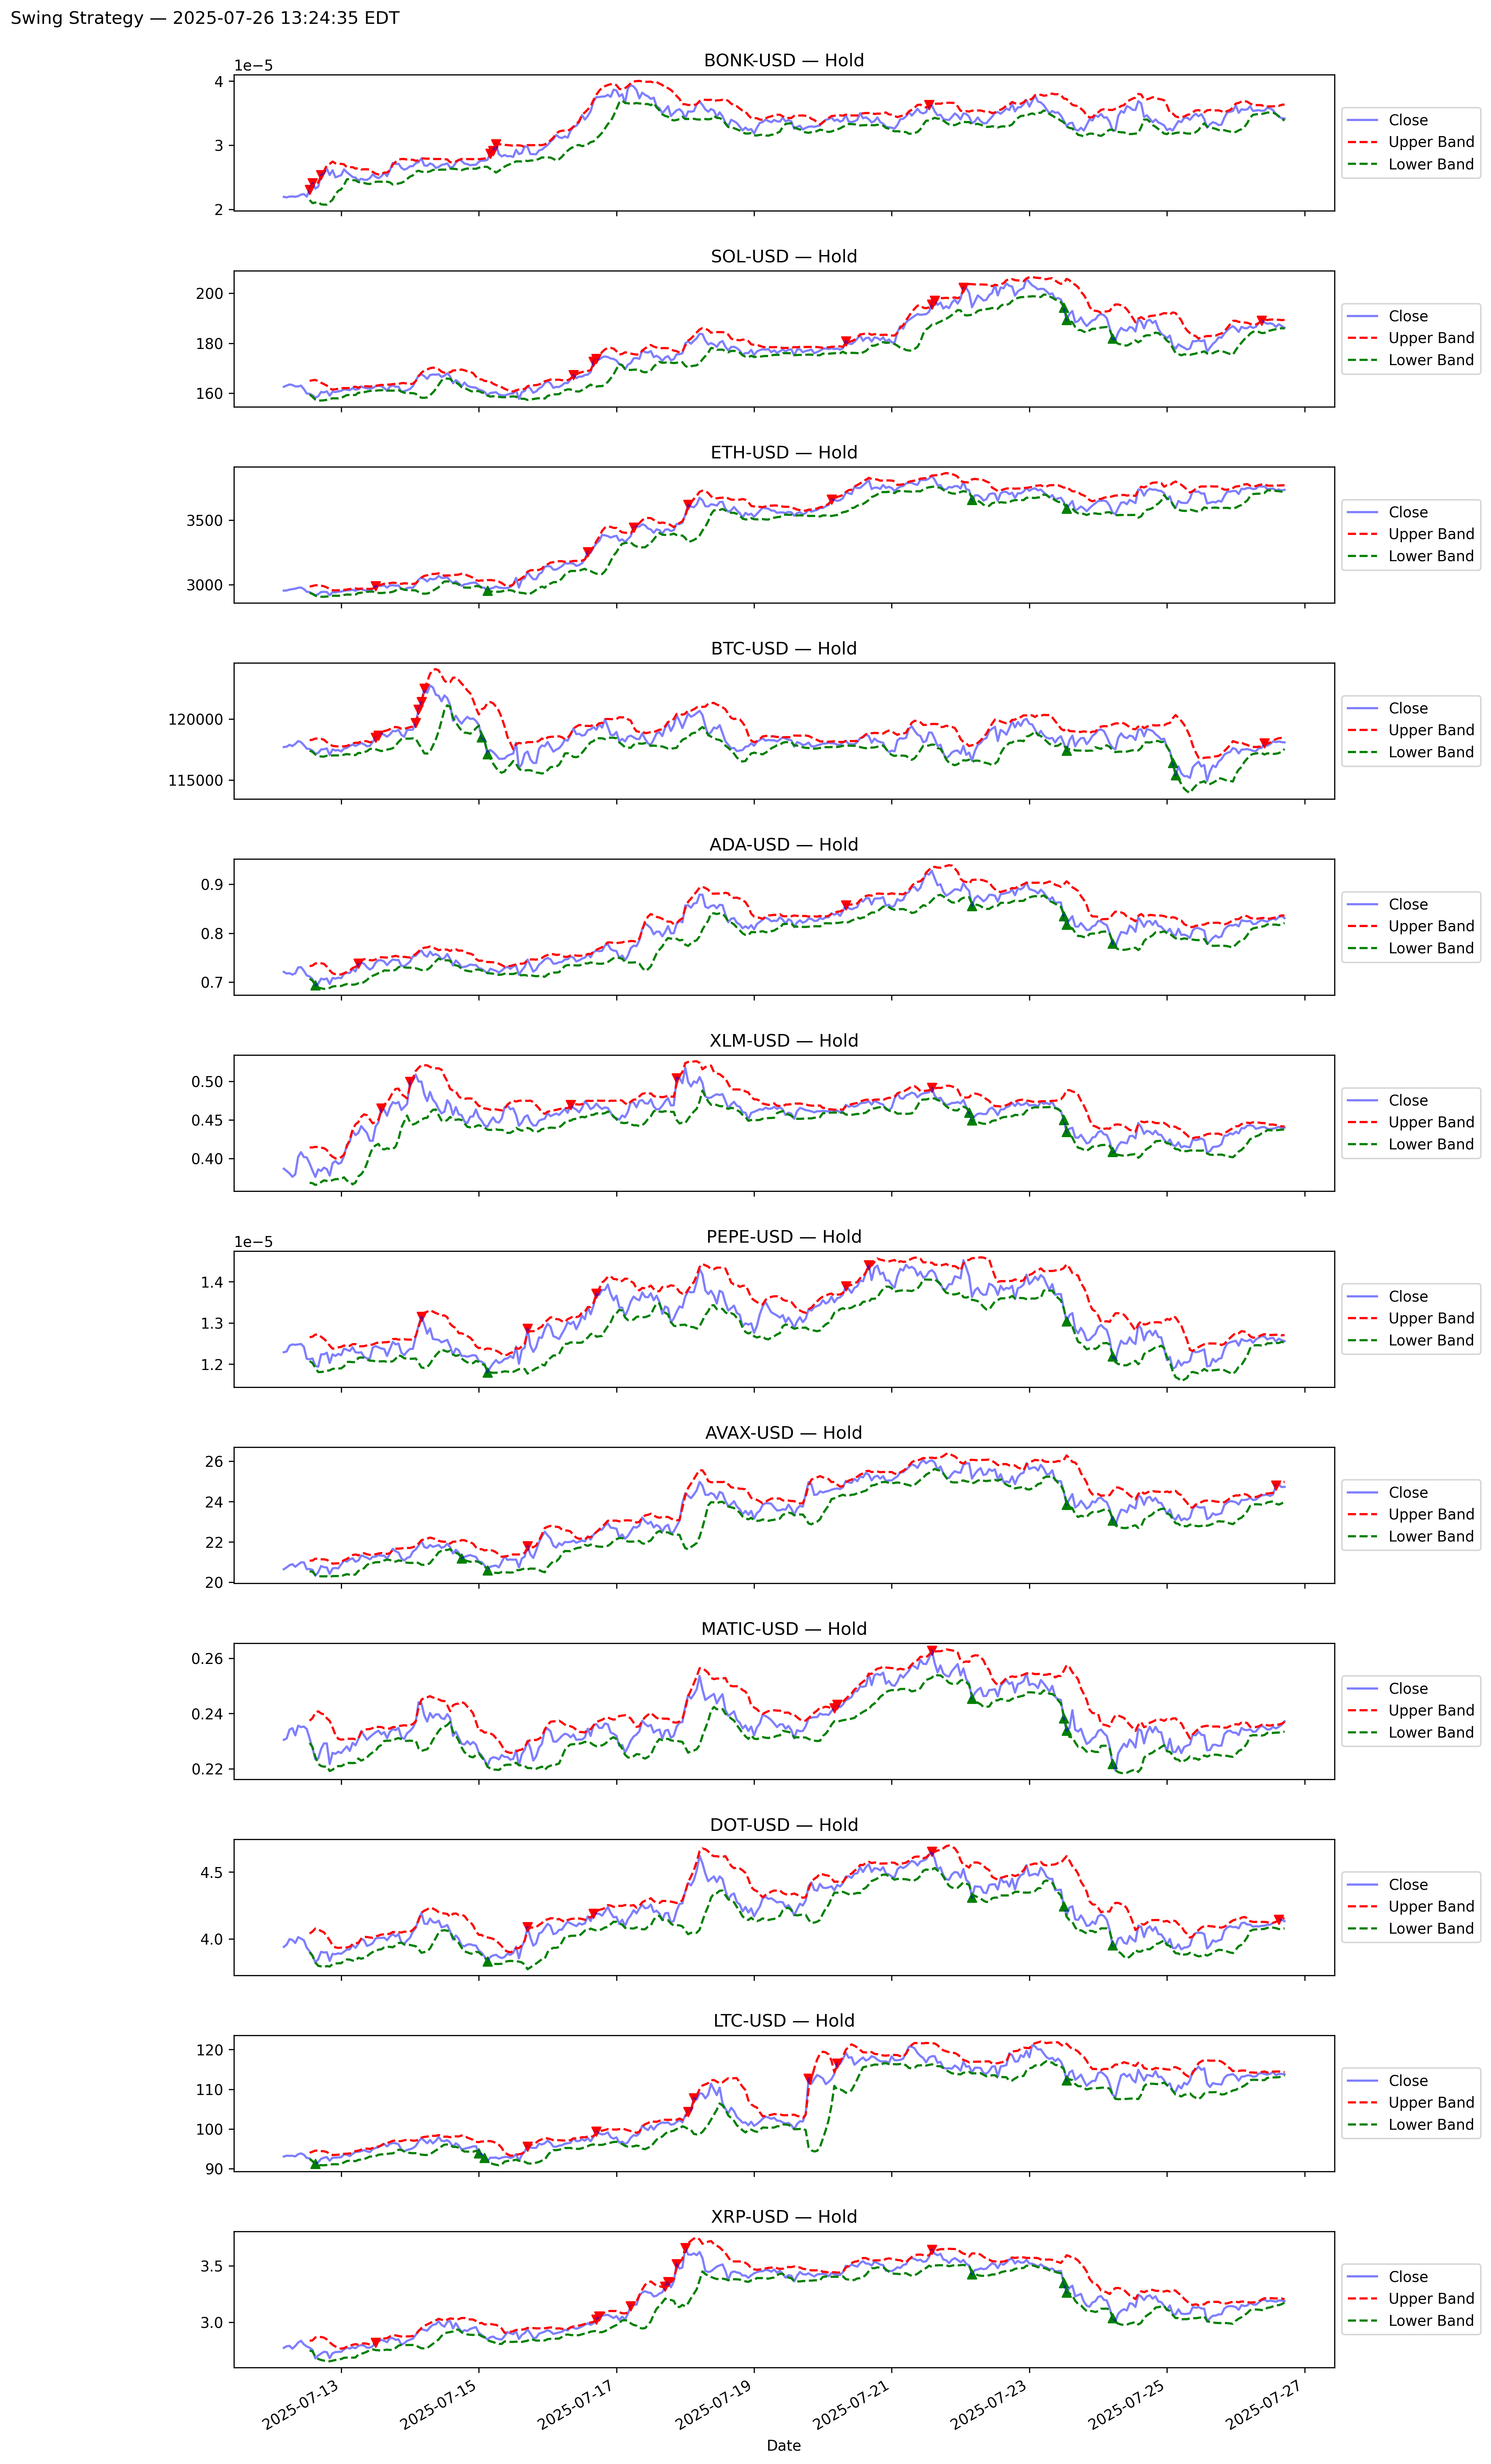 Swing Strategy — 2025-07-26 13:24:35 EDT
BONK-USD — Hold
1e−5
4
3
2
Close
Upper Band
Lower Band
SOL-USD — Hold
200
180
160
Close
Upper Band
Lower Band
ETH-USD — Hold
3500
3000
Close
Upper Band
Lower Band
BTC-USD — Hold
120000
115000
Close
Upper Band
Lower Band
ADA-USD — Hold
0.9
0.8
0.7
Close
Upper Band
Lower Band
XLM-USD — Hold
0.50
0.45
0.40
Close
Upper Band
Lower Band
PEPE-USD — Hold
1e−5
1.4
1.3
1.2
Close
Upper Band
Lower Band
AVAX-USD — Hold
26
24
22
20
Close
Upper Band
Lower Band
MATIC-USD — Hold
0.26
0.24
0.22
Close
Upper Band
Lower Band
DOT-USD — Hold
4.5
4.0
Close
Upper Band
Lower Band
LTC-USD — Hold
120
110
100
90
Close
Upper Band
Lower Band
XRP-USD — Hold
3.5
3.0
Close
Upper Band
Lower Band
2025-07-13
2025-07-15
2025-07-17
2025-07-19
2025-07-21
2025-07-23
2025-07-25
2025-07-27
Date